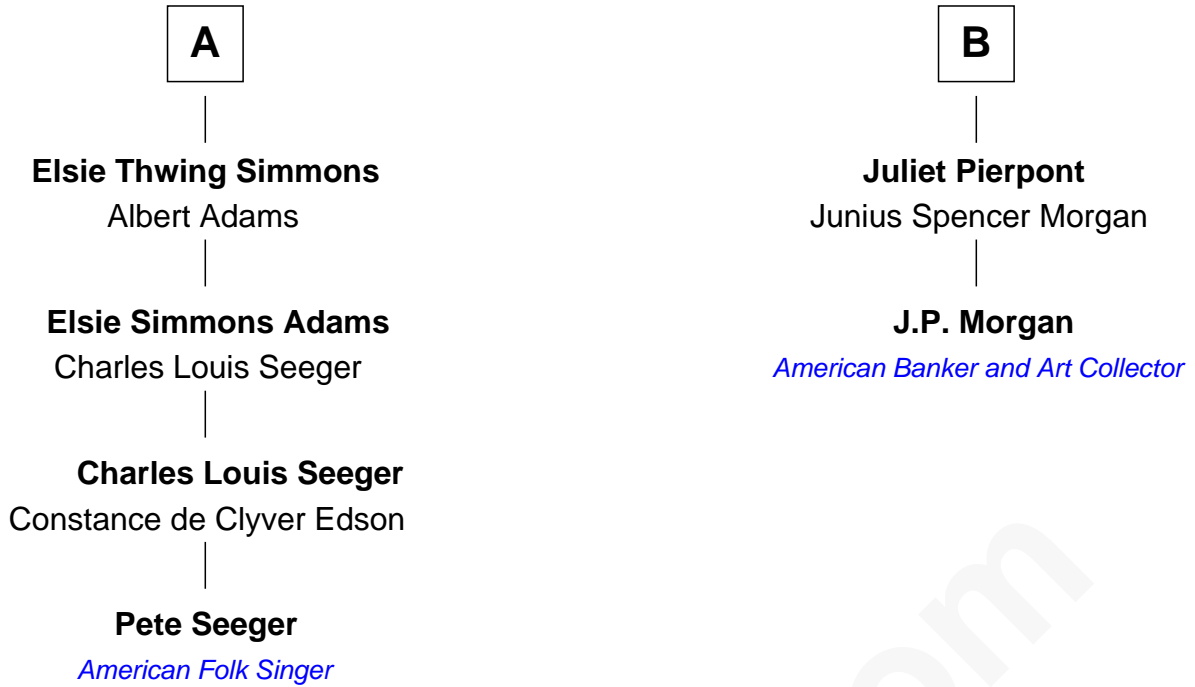 A
Elsie Thwing Simmons
Albert Adams
Elsie Simmons Adams
Charles Louis Seeger
Charles Louis Seeger
Constance de Clyver Edson
Pete Seeger
American Folk Singer
B
Juliet Pierpont
Junius Spencer Morgan
J.P. Morgan
American Banker and Art Collector
om